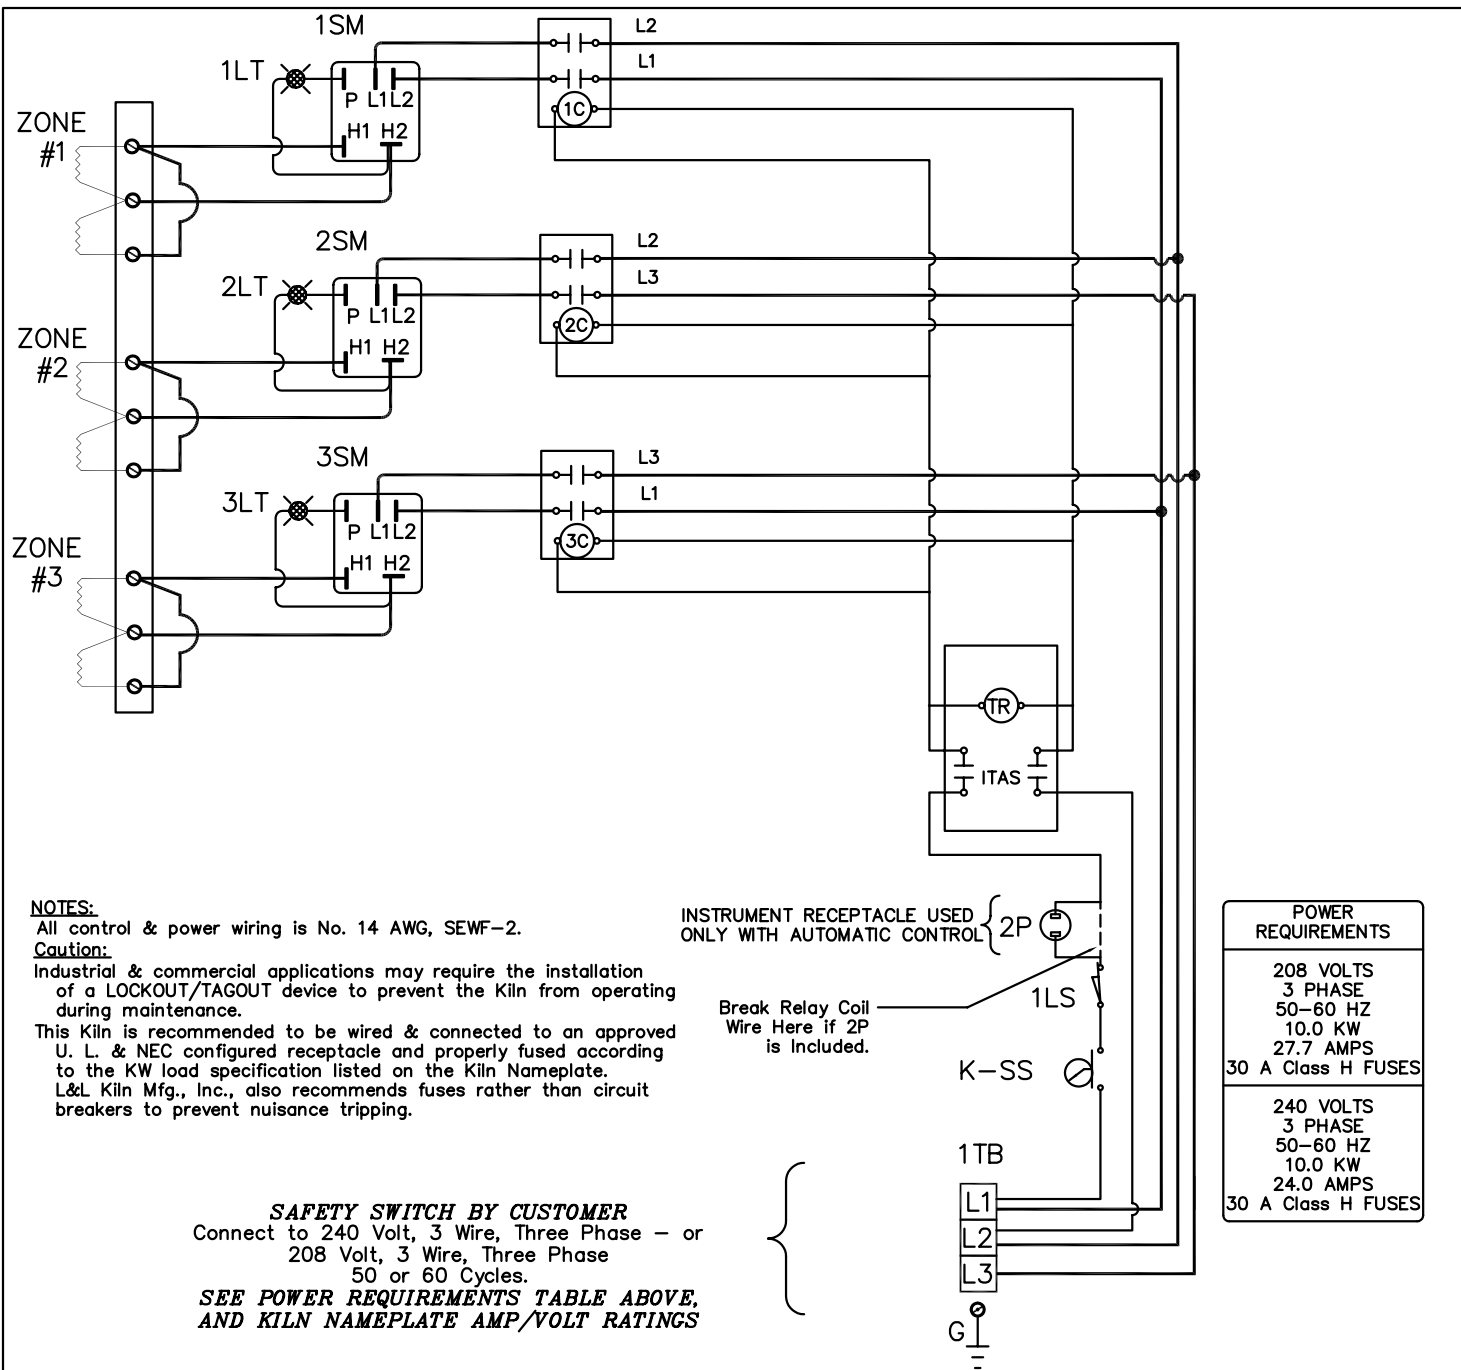 1SM
L2
1LT
L1
P L1L2
1C
ZONE
#1
H1 H2
2SM
L2
2LT
L3
P L1L2
2C
ZONE
#2
H1 H2
3SM
L3
3LT
L1
P L1L2
3C
ZONE
#3
H1 H2
TR
ITAS
NOTES:
All control & power wiring is No. 14 AWG, SEWF-2.
Caution:
Industrial & commercial applications may require the installation
of a LOCKOUT/TAGOUT device to prevent the Kiln from operating
during maintenance.
This Kiln is recommended to be wired & connected to an approved
U. L. & NEC configured receptacle and properly fused according
to the KW load specification listed on the Kiln Nameplate.
L&L Kiln Mfg., Inc., also recommends fuses rather than circuit
breakers to prevent nuisance tripping.
INSTRUMENT RECEPTACLE USED
ONLY WITH AUTOMATIC CONTROL
2P
Break Relay Coil
Wire Here if 2P
is Included.
1LS
K-SS
POWER
REQUIREMENTS
208 VOLTS
3 PHASE
50-60 HZ
10.0 KW
27.7 AMPS
30 A Class H FUSES
240 VOLTS
3 PHASE
50-60 HZ
10.0 KW
24.0 AMPS
30 A Class H FUSES
SAFETY SWITCH BY CUSTOMER
Connect to 240 Volt, 3 Wire, Three Phase - or
208 Volt, 3 Wire, Three Phase
50 or 60 Cycles.
SEE POWER REQUIREMENTS TABLE ABOVE,
AND KILN NAMEPLATE AMP/VOLT RATINGS
1TB
L1
L2
L3
G